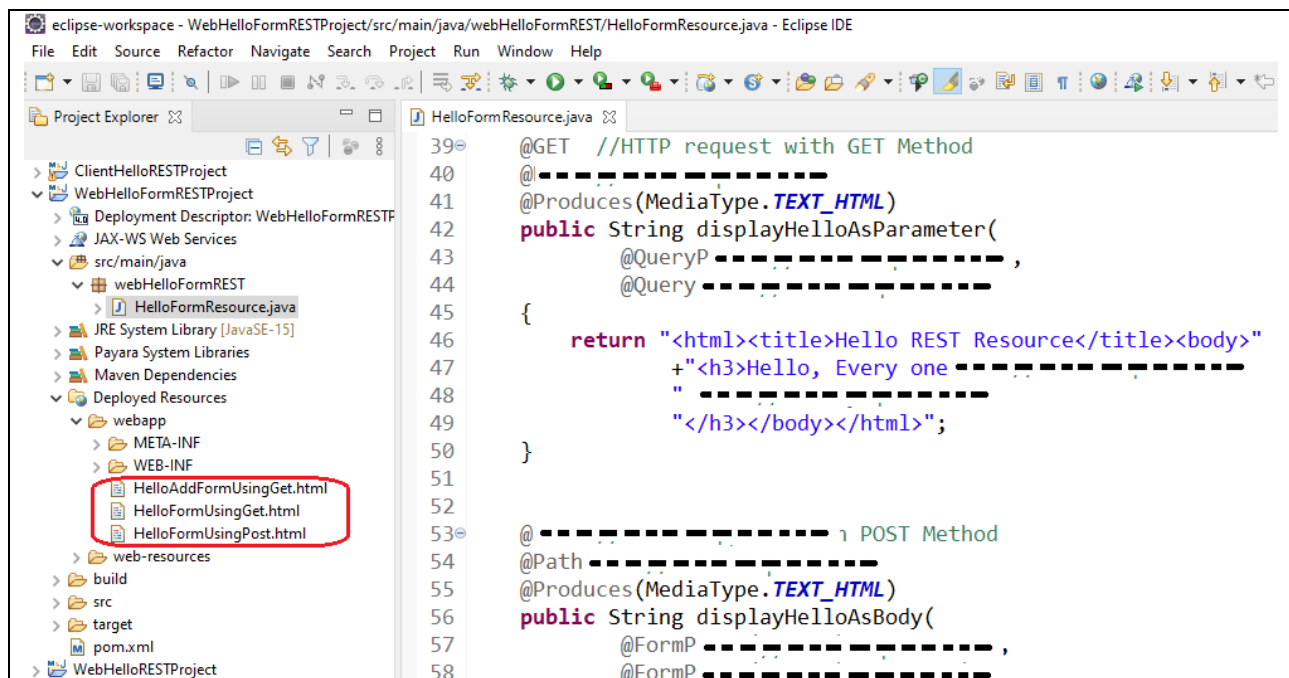 eclipse-workspace - WebHelloFormRESTProject/src/main/java/webHelloFormREST/HelloFormResource.java - Eclipse IDE
File Edit Source Refactor Navigate Search Project Run Window Help
Project Explorer
ClientHelloRESTProject
WebHelloFormRESTProject
Deployment Descriptor: WebHelloFormRESTP
JAX-WS Web Services
src/main/java
webHelloFormREST
HelloFormResource.java
JRE System Library [JavaSE-15]
Payara System Libraries
Maven Dependencies
Deployed Resources
webapp
META-INF
WEB-INF
HelloAddFormUsingGet.html
HelloFormUsingGet.html
HelloFormUsingPost.html
web-resources
build
src
target
pom.xml
WebHelloRESTProject
HelloFormResource.java
39 @GET //HTTP request with GET Method
40 @
41 @Produces(MediaType.TEXT_HTML)
42 public String displayHelloAsParameter(
43 @QueryP ,
44 @Query
45 {
46 return "<html><title>Hello REST Resource</title><body>"
47 +"<h3>Hello, Every one
48 "
49 "</h3></body></html>";
50 }
51
52
53 @ POST Method
54 @Path
55 @Produces(MediaType.TEXT_HTML)
56 public String displayHelloAsBody(
57 @FormP ,
58 @FormP